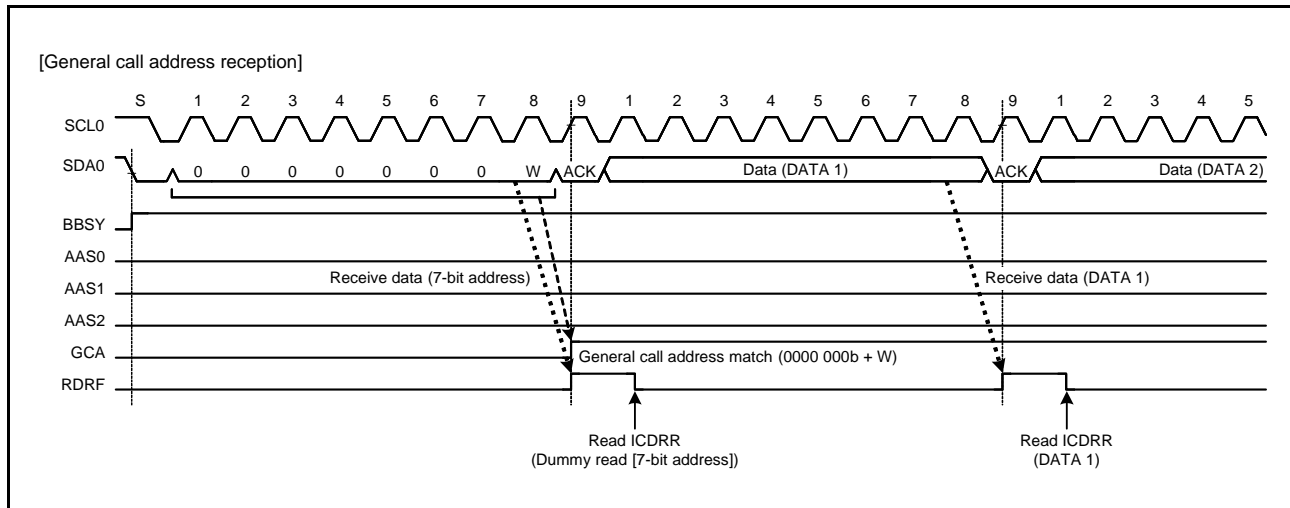 [General call address reception]
S 1 2 3 4 5 6 7 8 9 1 2 3 4 5 6 7 8 9 1 2 3 4 5
SCL0
SDA0 0 0 0 0 0 0 0 W ACK Data (DATA 1) ACK Data (DATA 2)
BBSY
AAS0
Receive data (7-bit address) Receive data (DATA 1)
AAS1
AAS2
GCA General call address match (0000 000b + W)
RDRF
Read ICDRR Read ICDRR
(Dummy read [7-bit address]) (DATA 1)